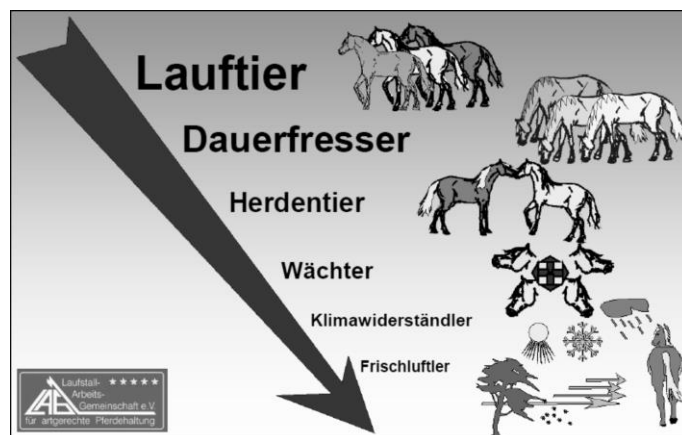 Lauftier
Dauerfresser
Herdentier
Wächter
Klimawiderständler
Frischluftler
Laufstall-
Arbeits-
Gemeinschaft e.V.
für artgerechte Pferdehaltung